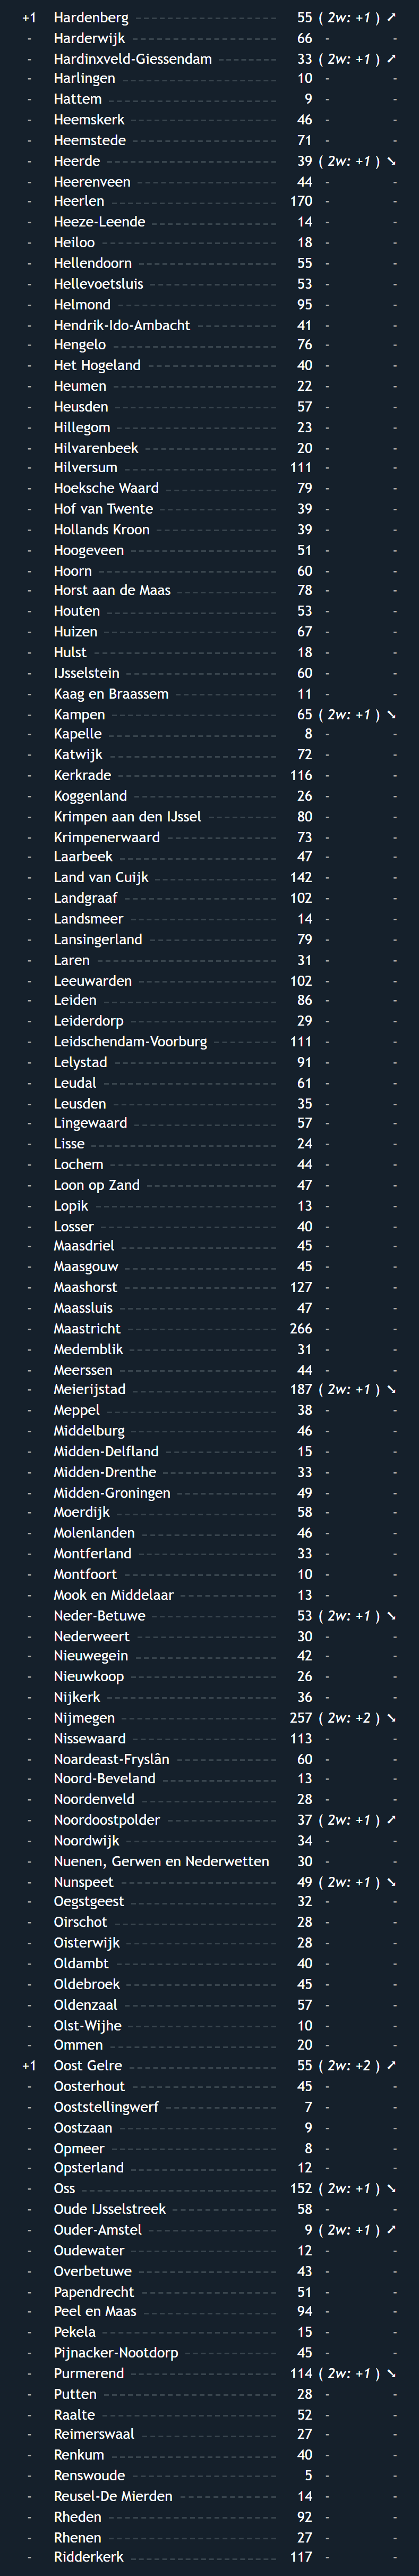 +1 Hardenberg 55 ( 2w: +1 ) ➚
- Harderwijk 66 - -
- Hardinxveld-Giessendam 33 ( 2w: +1 ) ➚
- Harlingen 10 - -
- Hattem 9 - -
- Heemskerk 46 - -
- Heemstede 71 - -
- Heerde 39 ( 2w: +1 ) ➘
- Heerenveen 44 - -
- Heerlen 170 - -
- Heeze-Leende 14 - -
- Heiloo 18 - -
- Hellendoorn 55 - -
- Hellevoetsluis 53 - -
- Helmond 95 - -
- Hendrik-Ido-Ambacht 41 - -
- Hengelo 76 - -
- Het Hogeland 40 - -
- Heumen 22 - -
- Heusden 57 - -
- Hillegom 23 - -
- Hilvarenbeek 20 - -
- Hilversum 111 - -
- Hoeksche Waard 79 - -
- Hof van Twente 39 - -
- Hollands Kroon 39 - -
- Hoogeveen 51 - -
- Hoorn 60 - -
- Horst aan de Maas 78 - -
- Houten 53 - -
- Huizen 67 - -
- Hulst 18 - -
- IJsselstein 60 - -
- Kaag en Braassem 11 - -
- Kampen 65 ( 2w: +1 ) ➘
- Kapelle 8 - -
- Katwijk 72 - -
- Kerkrade 116 - -
- Koggenland 26 - -
- Krimpen aan den IJssel 80 - -
- Krimpenerwaard 73 - -
- Laarbeek 47 - -
- Land van Cuijk 142 - -
- Landgraaf 102 - -
- Landsmeer 14 - -
- Lansingerland 79 - -
- Laren 31 - -
- Leeuwarden 102 - -
- Leiden 86 - -
- Leiderdorp 29 - -
- Leidschendam-Voorburg 111 - -
- Lelystad 91 - -
- Leudal 61 - -
- Leusden 35 - -
- Lingewaard 57 - -
- Lisse 24 - -
- Lochem 44 - -
- Loon op Zand 47 - -
- Lopik 13 - -
- Losser 40 - -
- Maasdriel 45 - -
- Maasgouw 45 - -
- Maashorst 127 - -
- Maassluis 47 - -
- Maastricht 266 - -
- Medemblik 31 - -
- Meerssen 44 - -
- Meierijstad 187 ( 2w: +1 ) ➘
- Meppel 38 - -
- Middelburg 46 - -
- Midden-Delfland 15 - -
- Midden-Drenthe 33 - -
- Midden-Groningen 49 - -
- Moerdijk 58 - -
- Molenlanden 46 - -
- Montferland 33 - -
- Montfoort 10 - -
- Mook en Middelaar 13 - -
- Neder-Betuwe 53 ( 2w: +1 ) ➘
- Nederweert 30 - -
- Nieuwegein 42 - -
- Nieuwkoop 26 - -
- Nijkerk 36 - -
- Nijmegen 257 ( 2w: +2 ) ➘
- Nissewaard 113 - -
- Noardeast-Fryslân 60 - -
- Noord-Beveland 13 - -
- Noordenveld 28 - -
- Noordoostpolder 37 ( 2w: +1 ) ➚
- Noordwijk 34 - -
- Nuenen, Gerwen en Nederwetten 30 - -
- Nunspeet 49 ( 2w: +1 ) ➘
- Oegstgeest 32 - -
- Oirschot 28 - -
- Oisterwijk 28 - -
- Oldambt 40 - -
- Oldebroek 45 - -
- Oldenzaal 57 - -
- Olst-Wijhe 10 - -
- Ommen 20 - -
+1 Oost Gelre 55 ( 2w: +2 ) ➚
- Oosterhout 45 - -
- Ooststellingwerf 7 - -
- Oostzaan 9 - -
- Opmeer 8 - -
- Opsterland 12 - -
- Oss 152 ( 2w: +1 ) ➘
- Oude IJsselstreek 58 - -
- Ouder-Amstel 9 ( 2w: +1 ) ➚
- Oudewater 12 - -
- Overbetuwe 43 - -
- Papendrecht 51 - -
- Peel en Maas 94 - -
- Pekela 15 - -
- Pijnacker-Nootdorp 45 - -
- Purmerend 114 ( 2w: +1 ) ➘
- Putten 28 - -
- Raalte 52 - -
- Reimerswaal 27 - -
- Renkum 40 - -
- Renswoude 5 - -
- Reusel-De Mierden 14 - -
- Rheden 92 - -
- Rhenen 27 - -
- Ridderkerk 117 - -